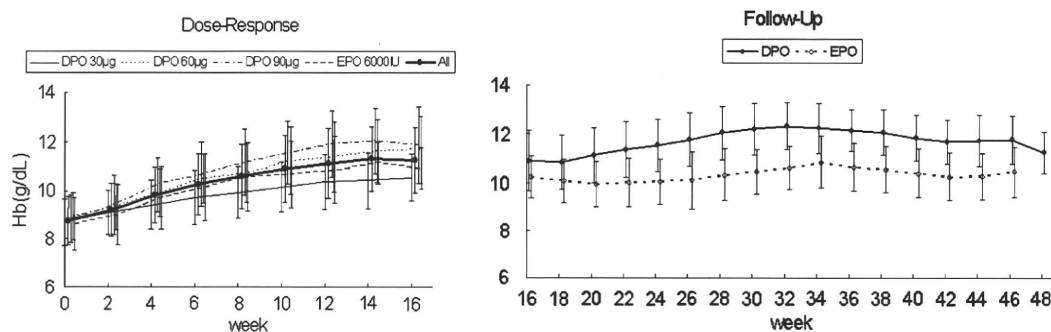 Dose-Response
DPO 30μg DPO 60μg DPO 90μg EPO 6000IU All
14
12
10
8
6
Hb(g/dL)
0 2 4 6 8 10 12 14 16
week
Follow-Up
DPO EPO
14
12
10
8
6
16 18 20 22 24 26 28 30 32 34 36 38 40 42 44 46 48
week